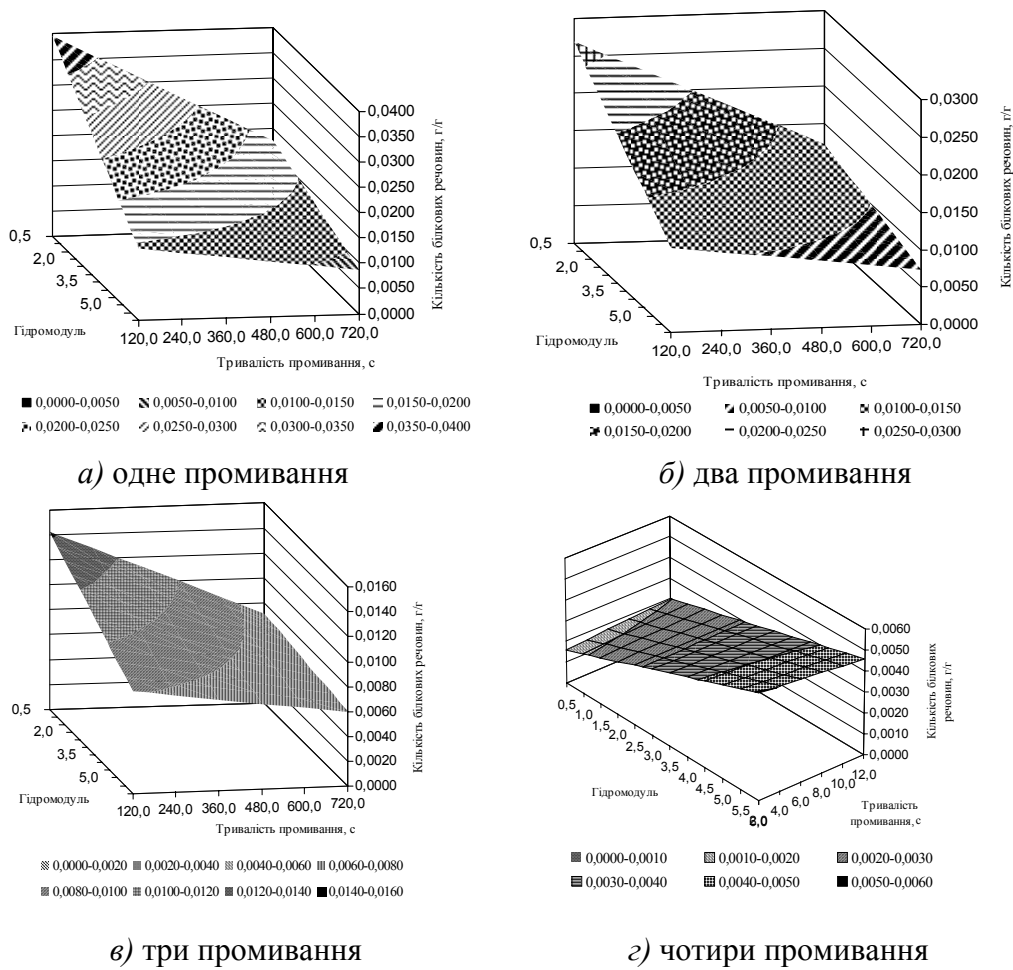 0,0400
0,0350
0,0300
0,0250
0,0200
0,0150
0,0100
0,0050
0,0000
Кількість білкових речовин, г/г
0,5
2,0
3,5
5,0
Гідромодуль
120,0 240,0 360,0 480,0 600,0 720,0
Тривалість промивання, с
0,0000-0,0050 0,0050-0,0100 0,0100-0,0150 0,0150-0,0200
0,0200-0,0250 0,0250-0,0300 0,0300-0,0350 0,0350-0,0400
а) одне промивання
0,0300
0,0250
0,0200
0,0150
0,0100
0,0050
0,0000
Кількість білкових речовин, г/г
0,5
2,0
3,5
5,0
Гідромодуль
120,0 240,0 360,0 480,0 600,0 720,0
Тривалість промивання, с
0,0000-0,0050 0,0050-0,0100 0,0100-0,0150
0,0150-0,0200 0,0200-0,0250 0,0250-0,0300
б) два промивання
0,0160
0,0140
0,0120
0,0100
0,0080
0,0060
0,0040
0,0020
0,0000
Кількість білкових речовин, г/г
0,5
2,0
3,5
5,0
Гідромодуль
120,0 240,0 360,0 480,0 600,0 720,0
Тривалість промивання, с
0,0000-0,0020 0,0020-0,0040 0,0040-0,0060 0,0060-0,0080
0,0080-0,0100 0,0100-0,0120 0,0120-0,0140 0,0140-0,0160
в) три промивання
0,0060
0,0050
0,0040
0,0030
0,0020
0,0010
0,0000
Кількість білкових
речовин, г/г
0,5
1,0
1,5
2,0
2,5
3,0
3,5
4,0
4,5
5,0
5,5
4,0
6,0
8,0
10,0
12,0
Гідромодуль
Тривалість
промивання, с
0,0000-0,0010 0,0010-0,0020 0,0020-0,0030
0,0030-0,0040 0,0040-0,0050 0,0050-0,0060
г) чотири промивання